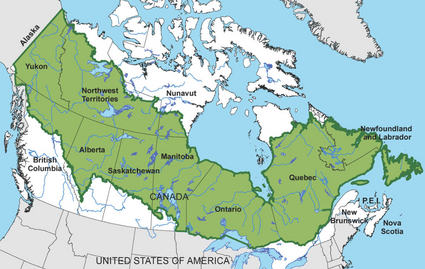 Alaska
Yukon
Northwest
Territories
Nunavut
British
Columbia
Alberta
Saskatchewan
Manitoba
CANADA
Ontario
Quebec
Newfoundland
and Labrador
P.E.I.
New
Brunswick
Nova
Scotia
UNITED STATES OF AMERICA